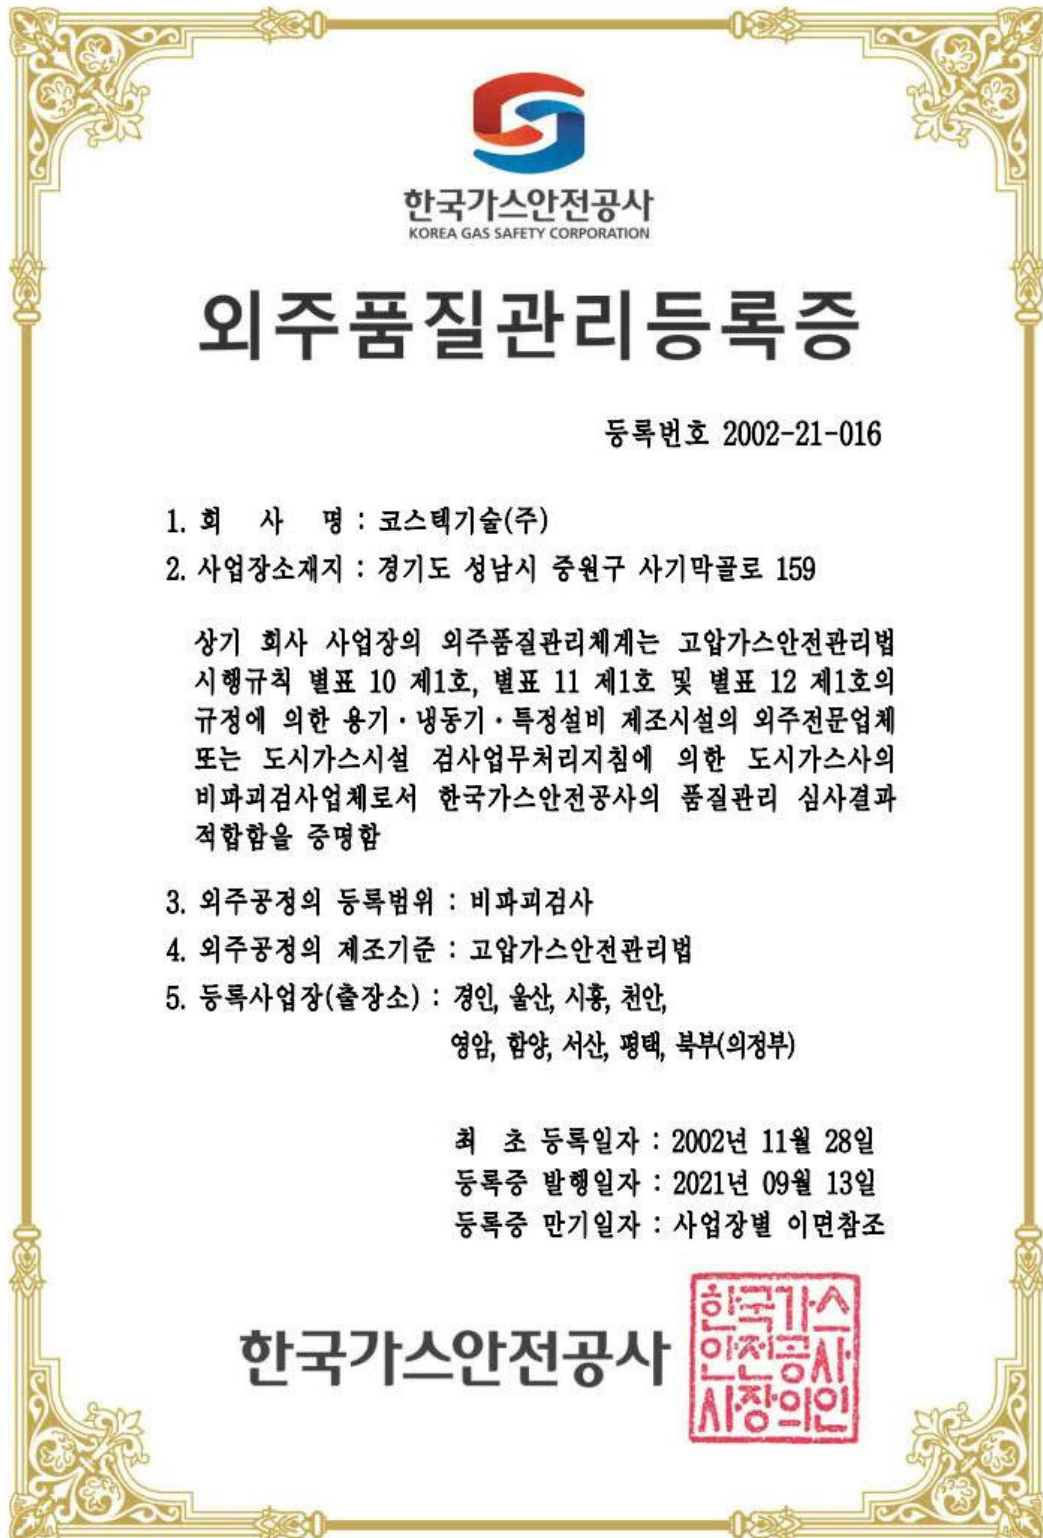 한국가스안전공사
KOREA GAS SAFETY CORPORATION
외주품질관리등록증
등록번호 2002-21-016
1. 회 사 명 : 코스텍기술(주)
2. 사업장소재지 : 경기도 성남시 중원구 사기막골로 159
상기 회사 사업장의 외주품질관리체계는 고압가스안전관리법
시행규칙 별표 10 제1호, 별표 11 제1호 및 별표 12 제1호의
규정에 의한 용기·냉동기·특정설비 제조시설의 외주전문업체
또는 도시가스시설 검사업무처리지침에 의한 도시가스사의
비파괴검사업체로서 한국가스안전공사의 품질관리 심사결과
적합함을 증명함
3. 외주공정의 등록범위 : 비파괴검사
4. 외주공정의 제조기준 : 고압가스안전관리법
5. 등록사업장(출장소) : 경인, 울산, 시흥, 천안,
영암, 함양, 서산, 평택, 북부(의정부)
최 초 등록일자 : 2002년 11월 28일
등록증 발행일자 : 2021년 09월 13일
등록증 만기일자 : 사업장별 이면참조
한국가스안전공사
한국가스
안전공사
사장의인